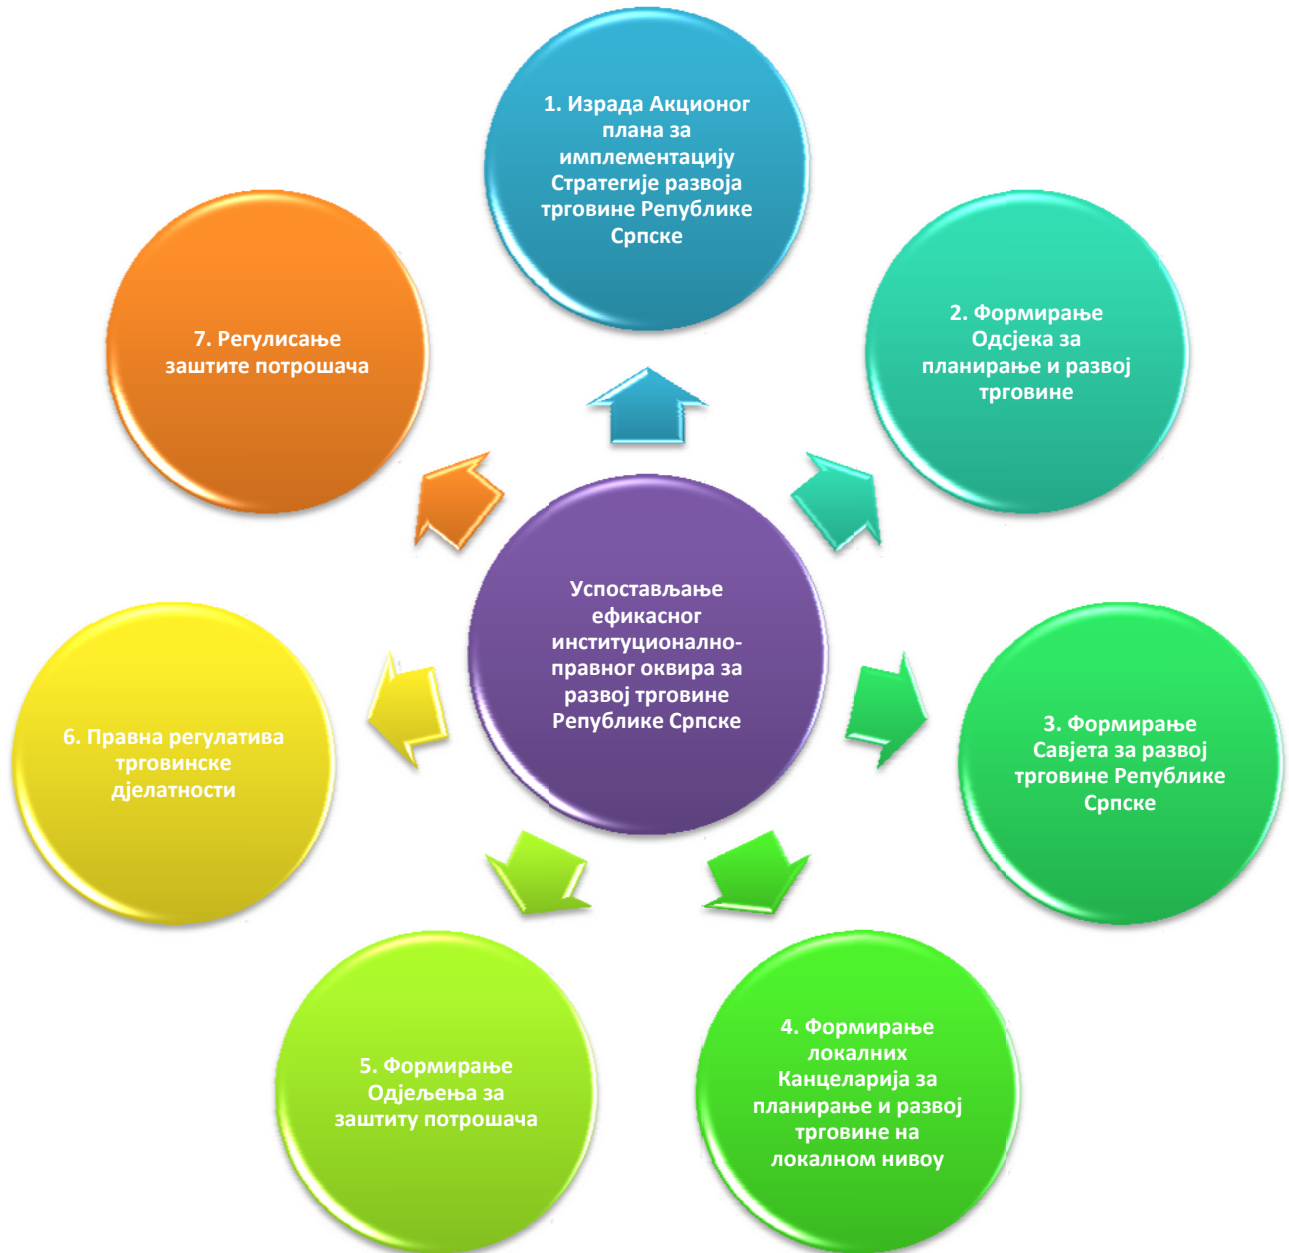 1. Израда Акционог
плана за
имплементацију
Стратегије развоја
трговине Републике
Српске
2. Формирање
Одсјека за
планирање и развој
трговине
3. Формирање
Савјета за развој
трговине Републике
Српске
4. Формирање
локалних
Канцеларија за
планирање и развој
трговине на
локалном нивоу
5. Формирање
Одјељења за
заштиту потрошача
6. Правна регулатива
трговинске
дјелатности
7. Регулисање
заштите потрошача
Успостављање
ефикасног
институционално-
правног оквира за
развој трговине
Републике Српске